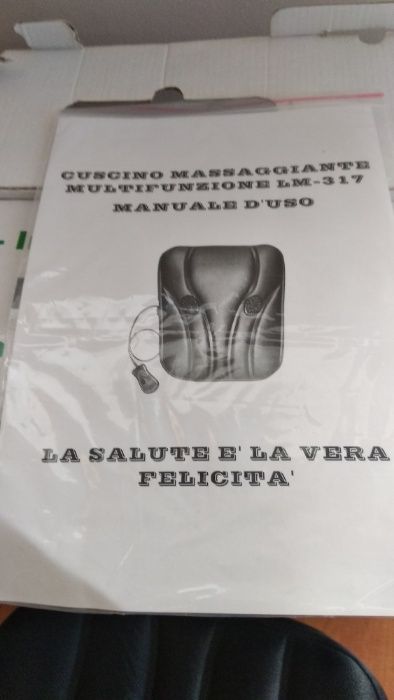 CUSCINO MASSAGGIANTE
MULTIFUNZIONE LM-317
MANUALE D'USO
LA SALUTE E' LA VERA
FELICITA'